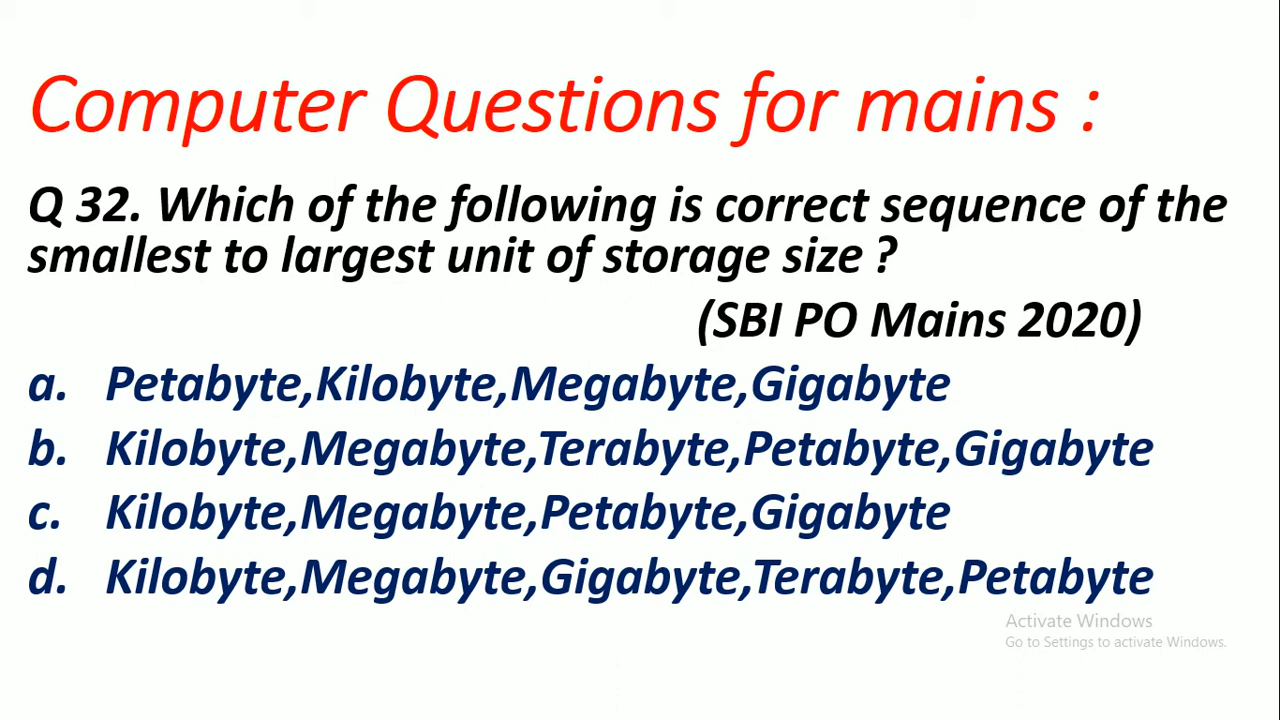 Computer Questions for mains :
Q 32. Which of the following is correct sequence of the
smallest to largest unit of storage size ?
(SBI PO Mains 2020)
a. Petabyte,Kilobyte,Megabyte,Gigabyte
b. Kilobyte,Megabyte,Terabyte,Petabyte,Gigabyte
c. Kilobyte,Megabyte,Petabyte,Gigabyte
d. Kilobyte,Megabyte,Gigabyte,Terabyte,Petabyte
Activate Windows
Go to Settings to activate Windows.